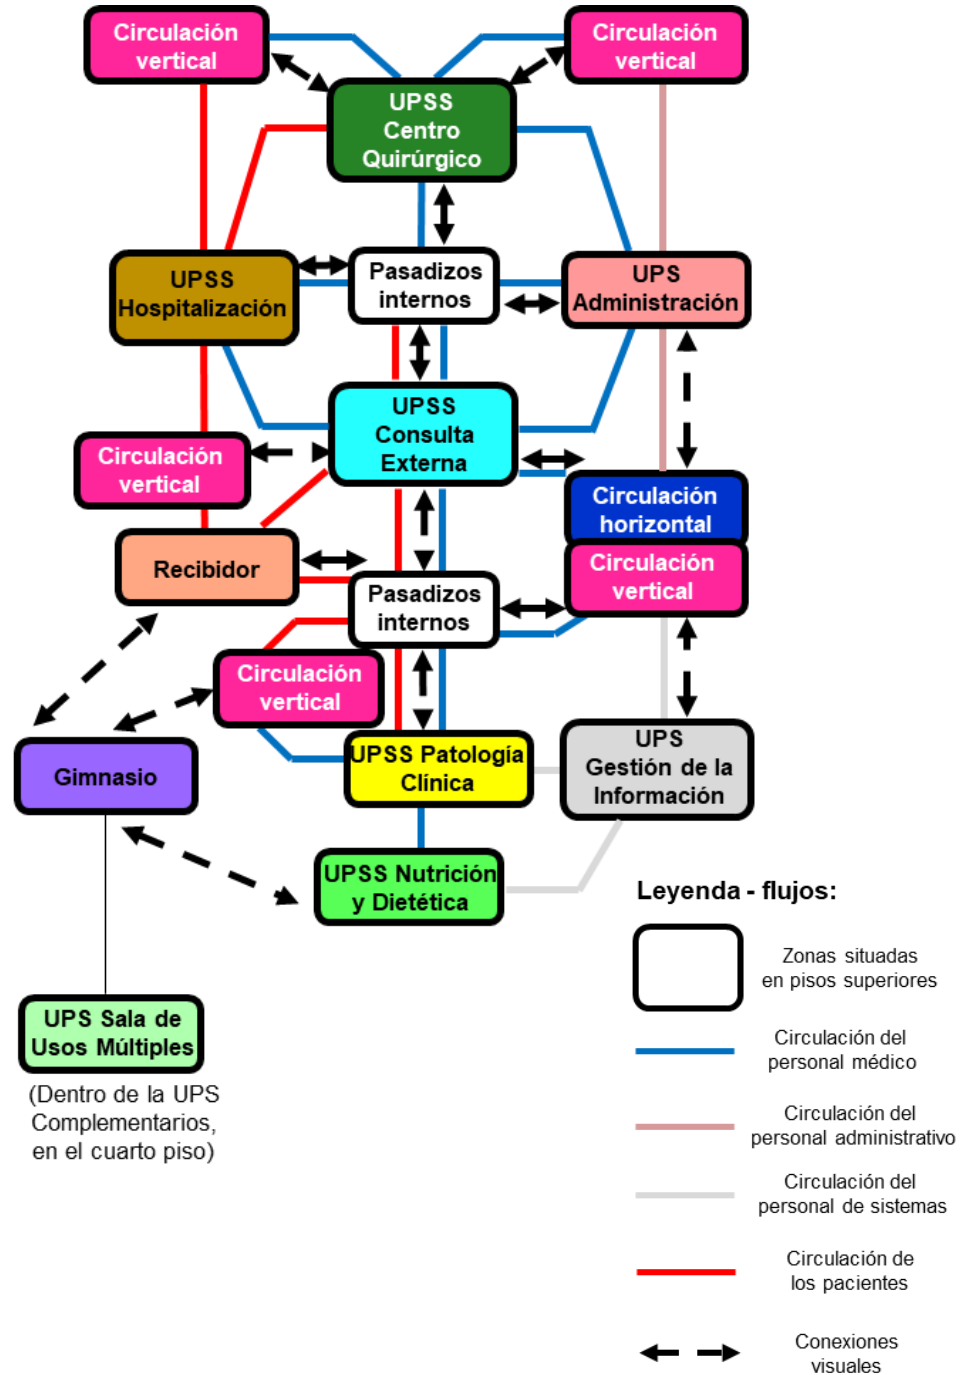 Circulación
vertical
Circulación
vertical
UPSS
Centro
Quirúrgico
UPSS
Hospitalización
Pasadizos
internos
UPS
Administración
UPSS
Consulta
Externa
Circulación
vertical
Circulación
horizontal
Circulación
vertical
Recibidor
Pasadizos
internos
Circulación
vertical
Gimnasio
UPSS Patología
Clínica
UPS
Gestión de la
Información
UPSS Nutrición
y Dietética
UPS Sala de
Usos Múltiples
(Dentro de la UPS
Complementarios,
en el cuarto piso)
Leyenda - flujos:
Zonas situadas
en pisos superiores
Circulación del
personal médico
Circulación del
personal administrativo
Circulación del
personal de sistemas
Circulación de
los pacientes
Conexiones
visuales